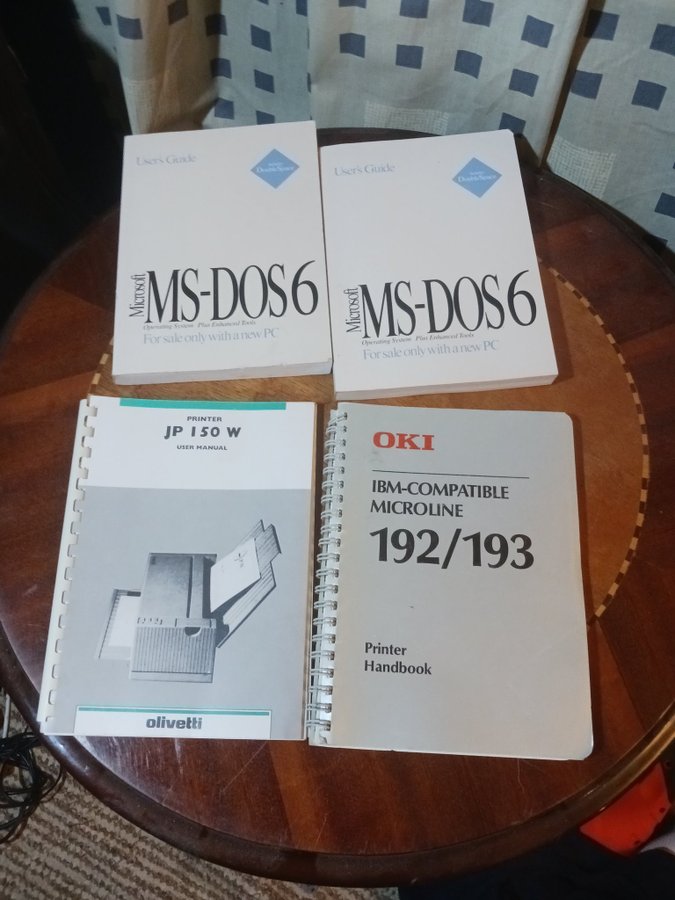 User's Guide
Includes
DoubleSpace
Microsoft
MS-DOS 6
Operating System Plus Enhanced Tools
For sale only with a new PC
User's Guide
Includes
DoubleSpace
Microsoft
MS-DOS 6
Operating System Plus Enhanced Tools
For sale only with a new PC
PRINTER
JP 150 W
USER MANUAL
olivetti
OKI
IBM-COMPATIBLE
MICROLINE
192/193
Printer
Handbook